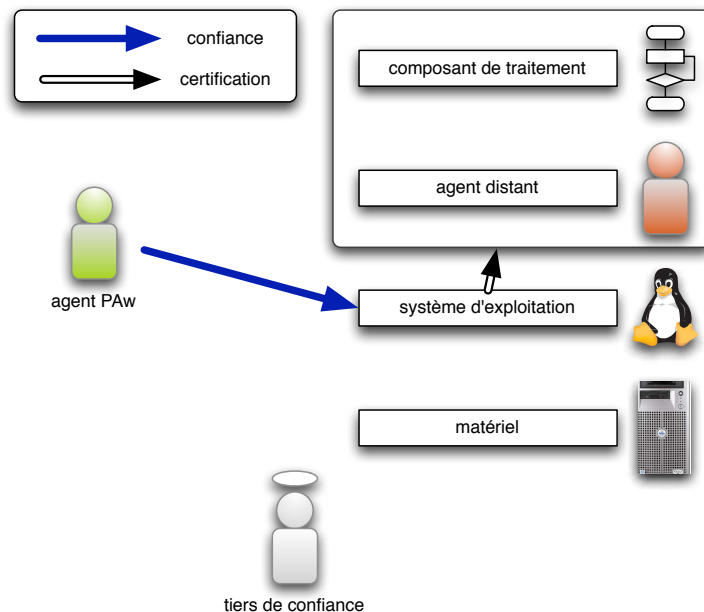 confiance
certification
composant de traitement
agent distant
agent PAw
système d'exploitation
matériel
tiers de confiance